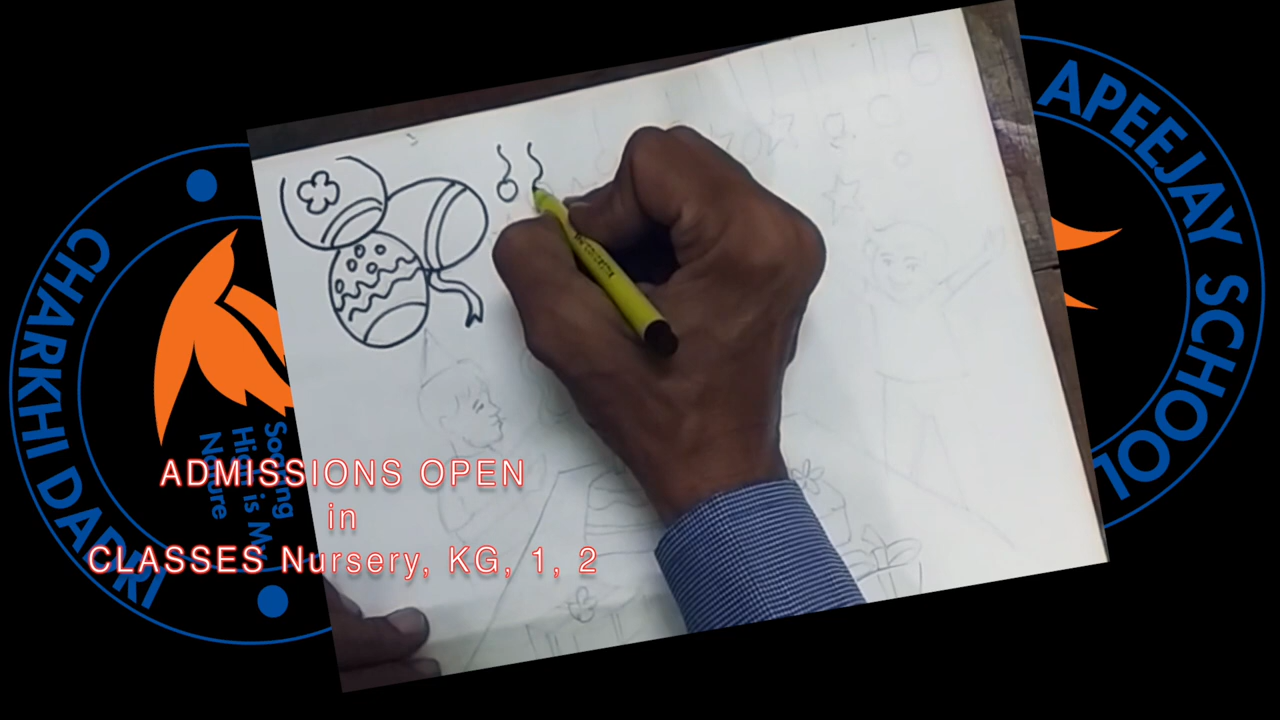 APEEJAY SCHOOL
CHARKHI DADRI
ADMISSIONS OPEN
in
CLASSES Nursery, KG, 1, 2